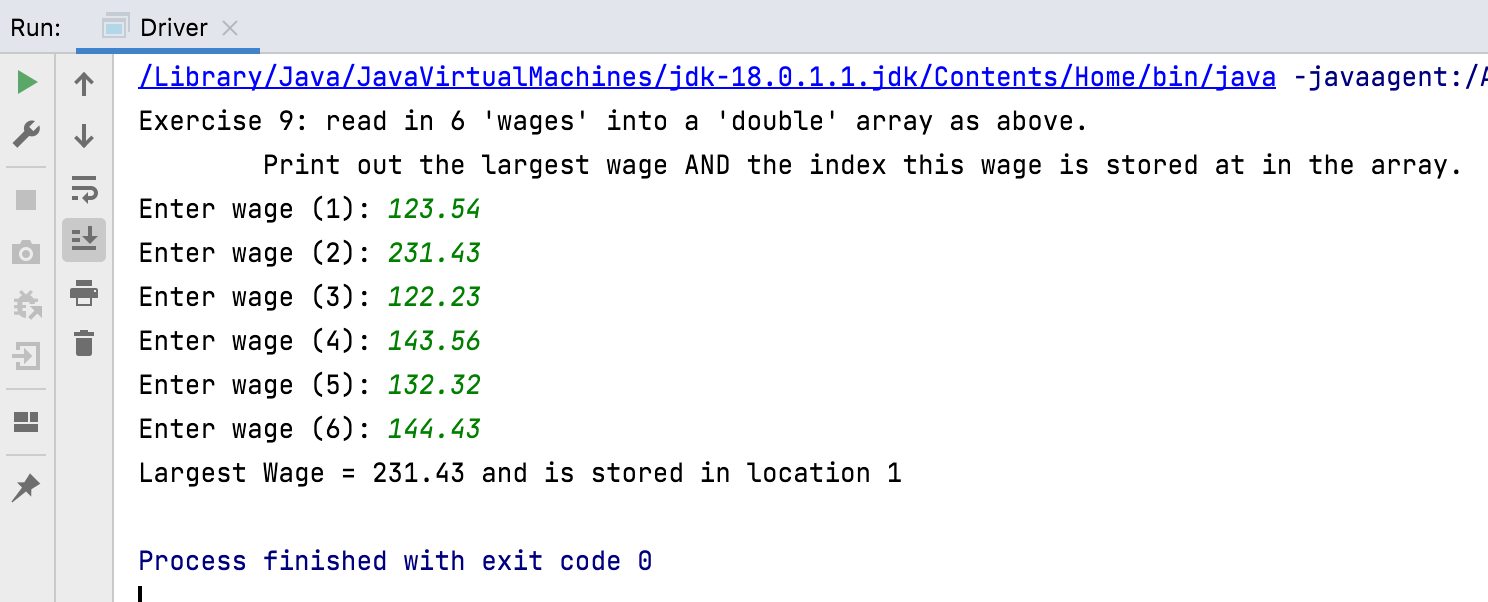 Run: Driver
/Library/Java/JavaVirtualMachines/jdk-18.0.1.1.jdk/Contents/Home/bin/java -javaagent:/A
Exercise 9: read in 6 'wages' into a 'double' array as above.
Print out the largest wage AND the index this wage is stored at in the array.
Enter wage (1): 123.54
Enter wage (2): 231.43
Enter wage (3): 122.23
Enter wage (4): 143.56
Enter wage (5): 132.32
Enter wage (6): 144.43
Largest Wage = 231.43 and is stored in location 1
Process finished with exit code 0